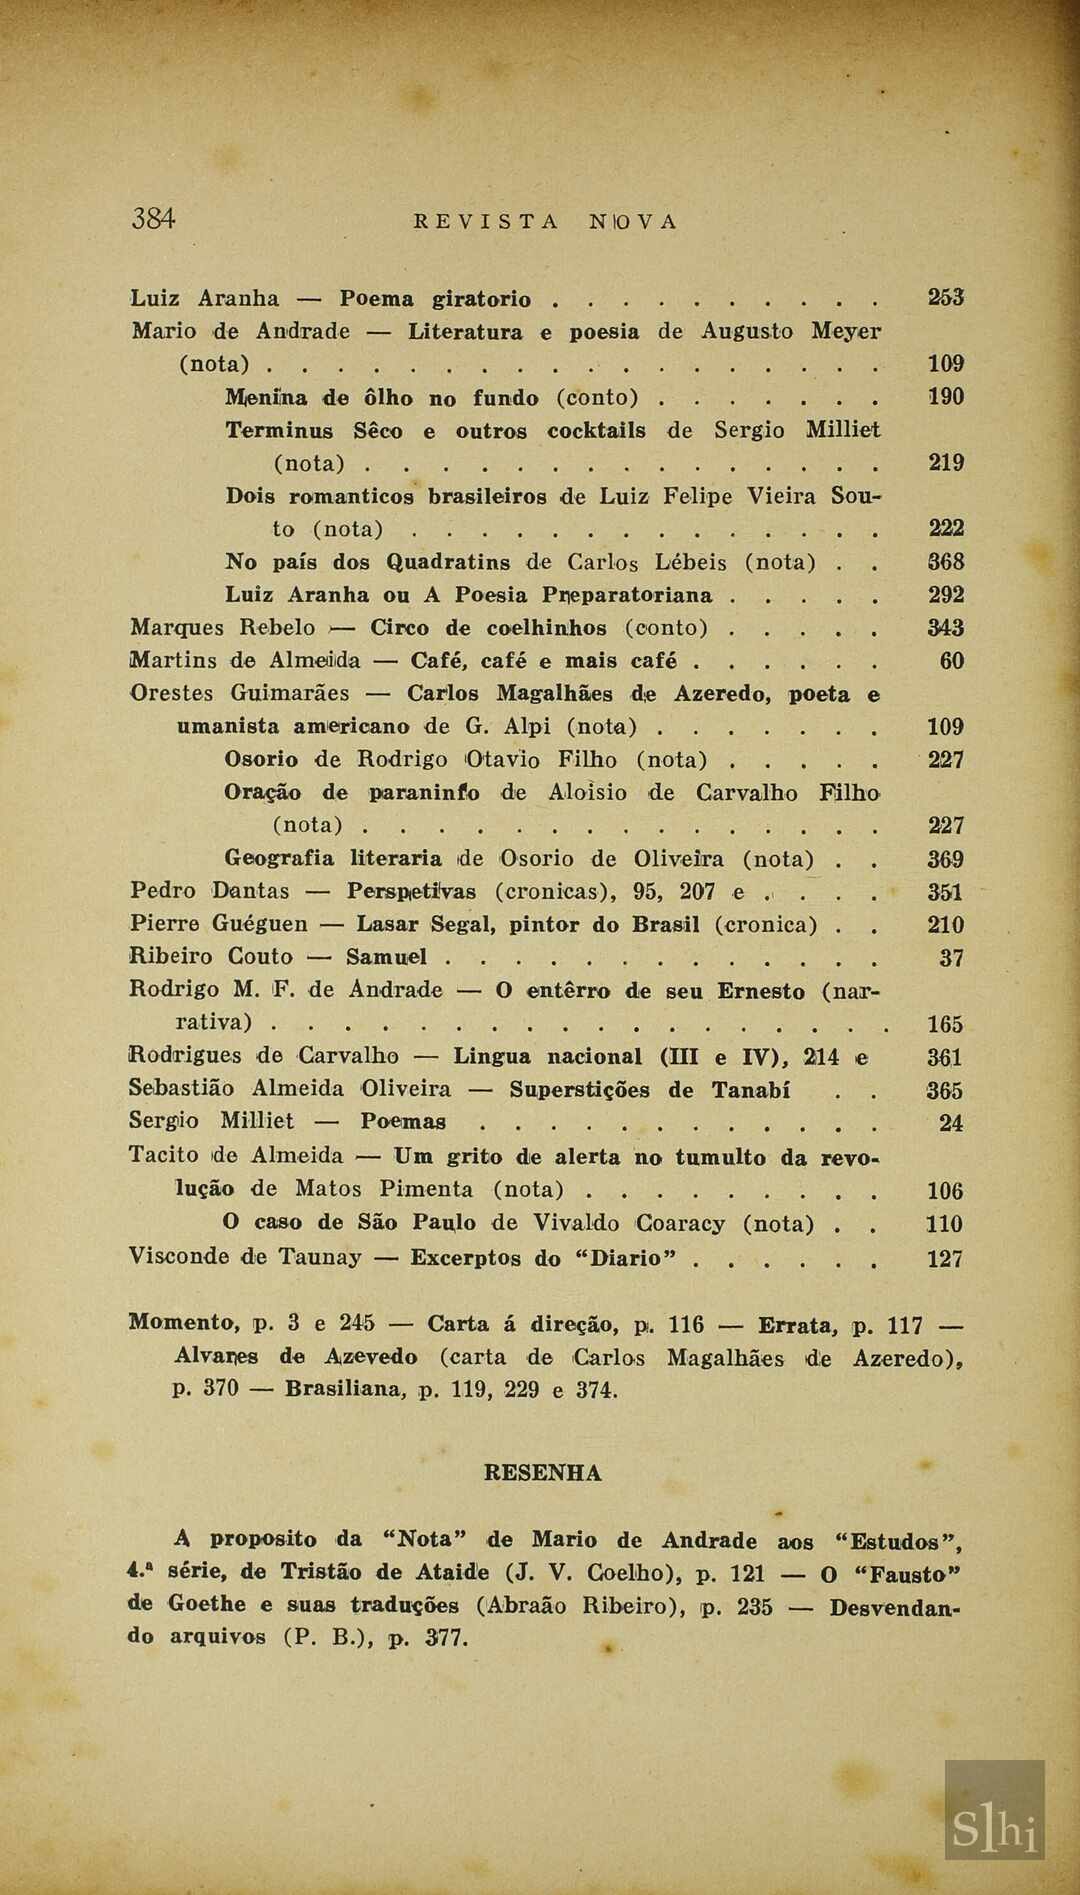 384 REVISTA NOVA
Luiz Aranha — Poema giratorio . . . . . . . . . . 253
Mario de Andrade — Literatura e poesia de Augusto Meyer
(nota) . . . . . . . . . . . . . . . . . . 109
Menina de ôlho no fundo (conto) . . . . . . . 190
Terminus Sêco e outros cocktails de Sergio Milliet
(nota) . . . . . . . . . . . . . . . 219
Dois romanticos brasileiros de Luiz Felipe Vieira Sou-
to (nota) . . . . . . . . . . . . . . 222
No país dos Quadratins de Carlos Lébeis (nota) . . 368
Luiz Aranha ou A Poesia Preparatoriana . . . . . 292
Marques Rebelo — Circo de coelhinhos (conto) . . . . . 343
Martins de Almeida — Café, café e mais café . . . . . . 60
Orestes Guimarães — Carlos Magalhães de Azeredo, poeta e
umanista americano de G. Alpi (nota) . . . . . . . 109
Osorio de Rodrigo Otavio Filho (nota) . . . . . 227
Oração de paraninfo de Aloisio de Carvalho Filho
(nota) . . . . . . . . . . . . . . . 227
Geografia literaria de Osorio de Oliveira (nota) . . 369
Pedro Dantas — Perspetivas (cronicas), 95, 207 e . . . . 351
Pierre Guéguen — Lasar Segal, pintor do Brasil (cronica) . . 210
Ribeiro Couto — Samuel . . . . . . . . . . . . . 37
Rodrigo M. F. de Andrade — O entêrro de seu Ernesto (nar-
rativa) . . . . . . . . . . . . . . . . . . 165
Rodrigues de Carvalho — Lingua nacional (III e IV), 214 e 361
Sebastião Almeida Oliveira — Superstições de Tanabí . . 365
Sergio Milliet — Poemas . . . . . . . . . . . . 24
Tacito de Almeida — Um grito de alerta no tumulto da revo-
lução de Matos Pimenta (nota) . . . . . . . . . 106
O caso de São Paulo de Vivaldo Coaracy (nota) . . 110
Visconde de Taunay — Excerptos do "Diario" . . . . . . 127
Momento, p. 3 e 245 — Carta á direção, p. 116 — Errata, p. 117 —
Alvares de Azevedo (carta de Carlos Magalhães de Azeredo),
p. 370 — Brasiliana, p. 119, 229 e 374.
RESENHA
A proposito da "Nota" de Mario de Andrade aos "Estudos",
4.ª série, de Tristão de Ataide (J. V. Coelho), p. 121 — O "Fausto"
de Goethe e suas traduções (Abraão Ribeiro), p. 235 — Desvendan-
do arquivos (P. B.), p. 377.
Slhi